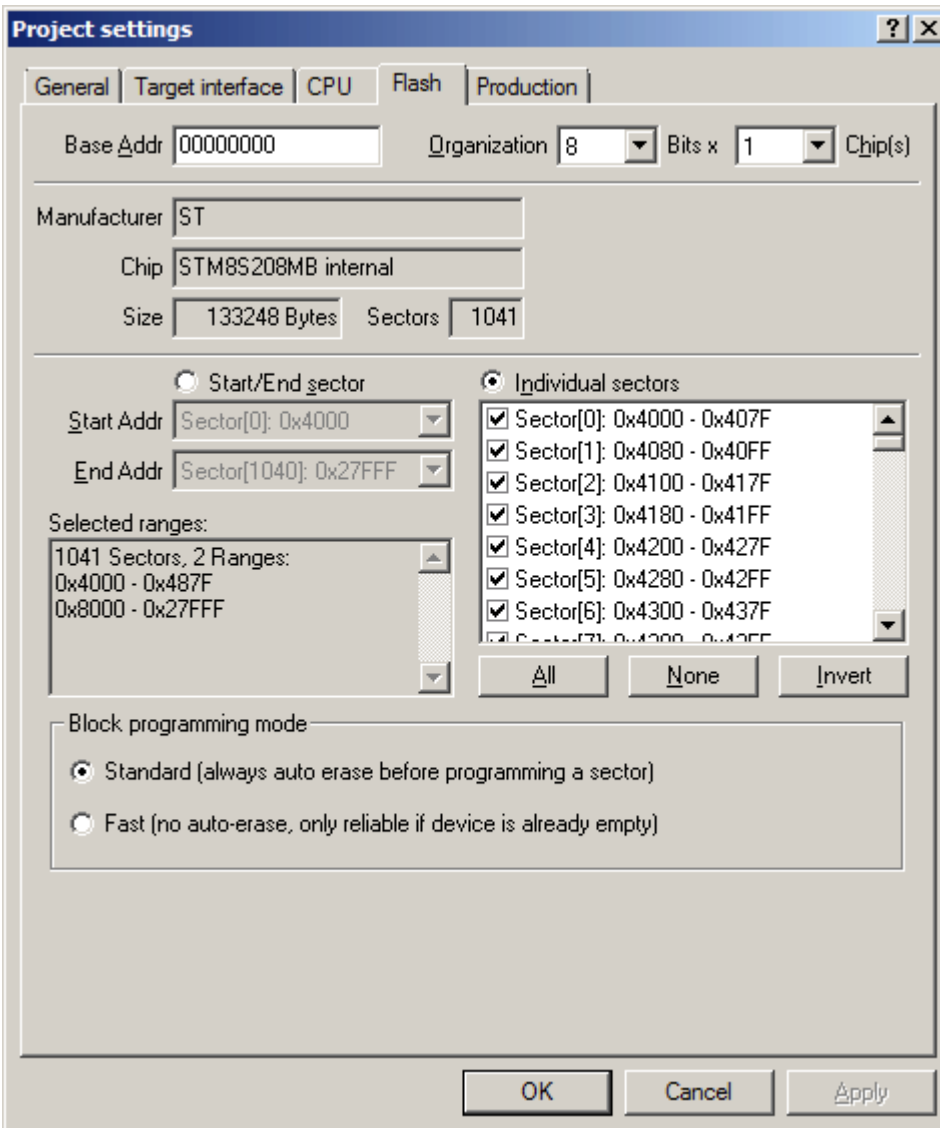 Project settings
General Target interface CPU Flash Production
Base Addr 00000000 Organization 8 Bits x 1 Chip(s)
Manufacturer ST
Chip STM8S208MB internal
Size 133248 Bytes Sectors 1041
Start/End sector
Start Addr Sector[0]: 0x4000
End Addr Sector[1040]: 0x27FFF
Selected ranges:
1041 Sectors, 2 Ranges:
0x4000 - 0x487F
0x8000 - 0x27FFF
Individual sectors
Sector[0]: 0x4000 - 0x407F
Sector[1]: 0x4080 - 0x40FF
Sector[2]: 0x4100 - 0x417F
Sector[3]: 0x4180 - 0x41FF
Sector[4]: 0x4200 - 0x427F
Sector[5]: 0x4280 - 0x42FF
Sector[6]: 0x4300 - 0x437F
All None Invert
Block programming mode
Standard (always auto erase before programming a sector)
Fast (no auto-erase, only reliable if device is already empty)
OK Cancel Apply